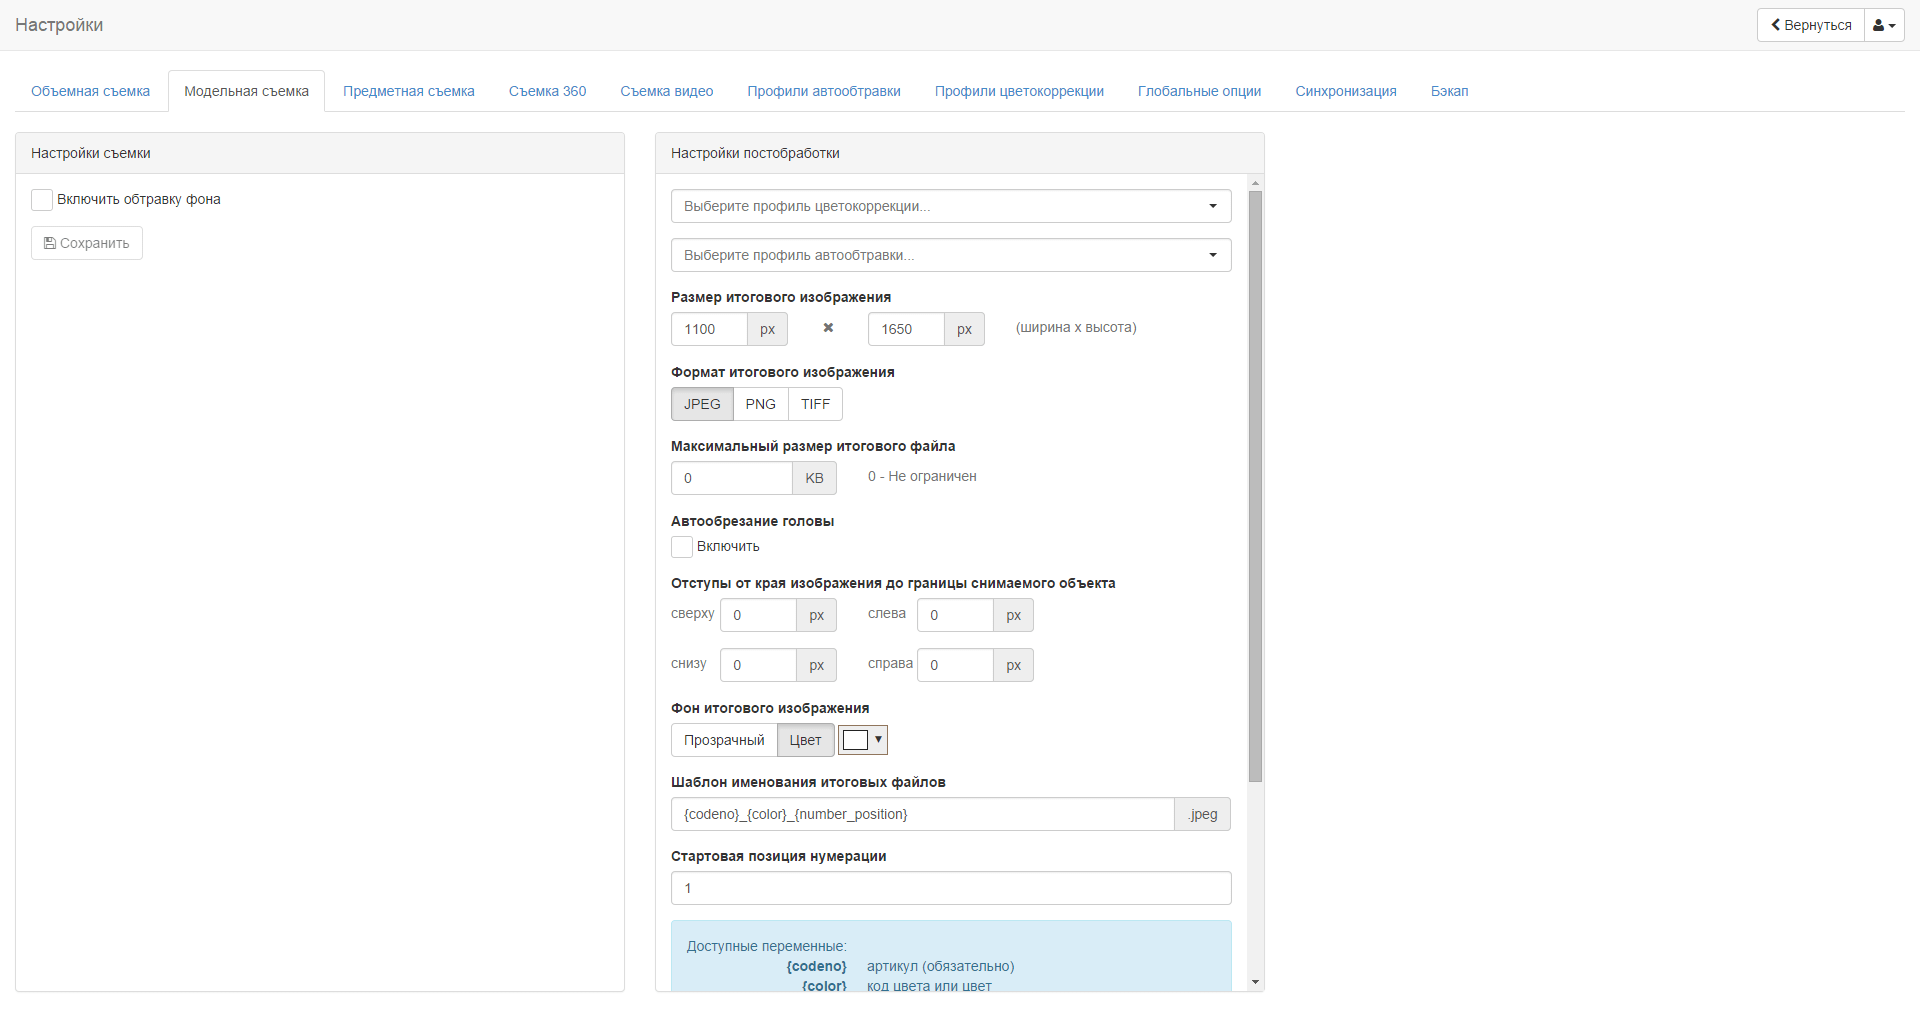 Настройки
Вернуться
Объемная съемка
Модельная съемка
Предметная съемка
Съемка 360
Съемка видео
Профили автообтравки
Профили цветокоррекции
Глобальные опции
Синхронизация
Бэкап
Настройки съемки
Включить обтравку фона
Сохранить
Настройки постобработки
Выберите профиль цветокоррекции...
Выберите профиль автообтравки...
Размер итогового изображения
1100 px ✖ 1650 px (ширина x высота)
Формат итогового изображения
JPEG PNG TIFF
Максимальный размер итогового файла
0 KB 0 - Не ограничен
Автообрезание головы
Включить
Отступы от края изображения до границы снимаемого объекта
сверху 0 px слева 0 px
снизу 0 px справа 0 px
Фон итогового изображения
Прозрачный Цвет
Шаблон именования итоговых файлов
{codeno}_{color}_{number_position} .jpeg
Стартовая позиция нумерации
1
Доступные переменные:
{codeno} артикул (обязательно)
{color} код цвета или цвет